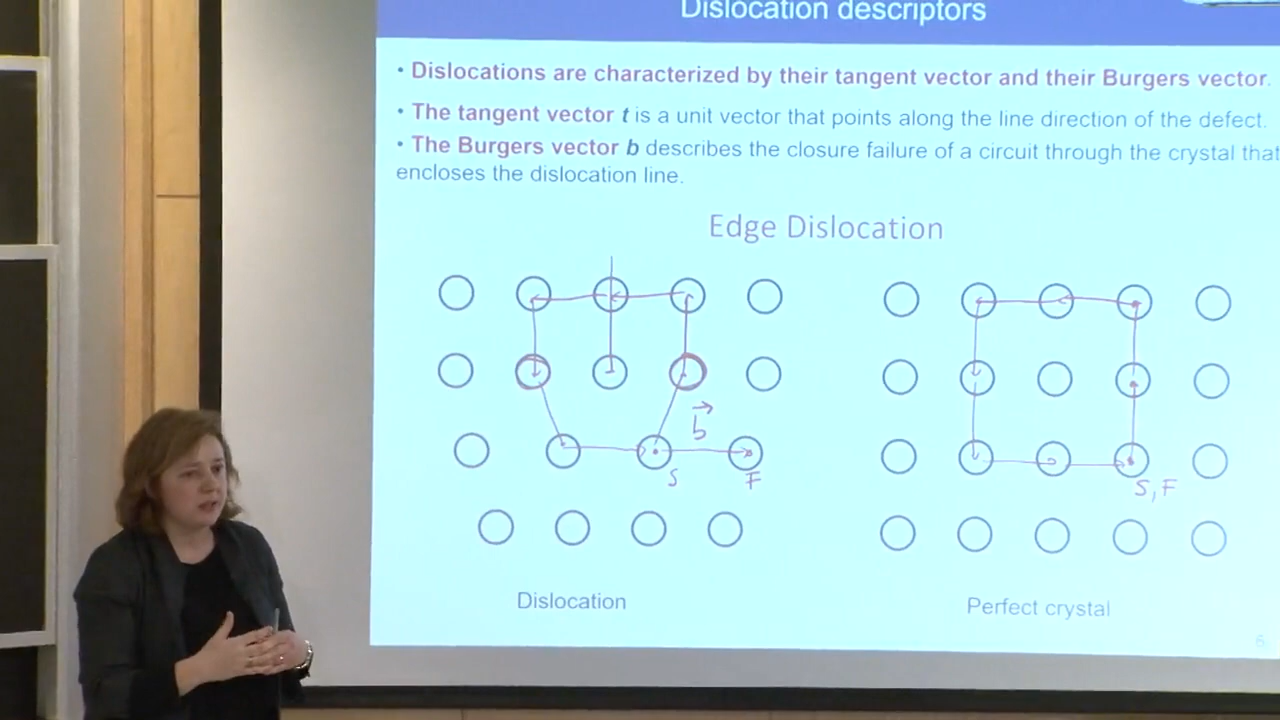 Dislocation descriptors
• Dislocations are characterized by their tangent vector and their Burgers vector.
• The tangent vector t is a unit vector that points along the line direction of the defect.
• The Burgers vector b describes the closure failure of a circuit through the crystal that
encloses the dislocation line.
Edge Dislocation
b
S
F
S, F
Dislocation
Perfect crystal
6